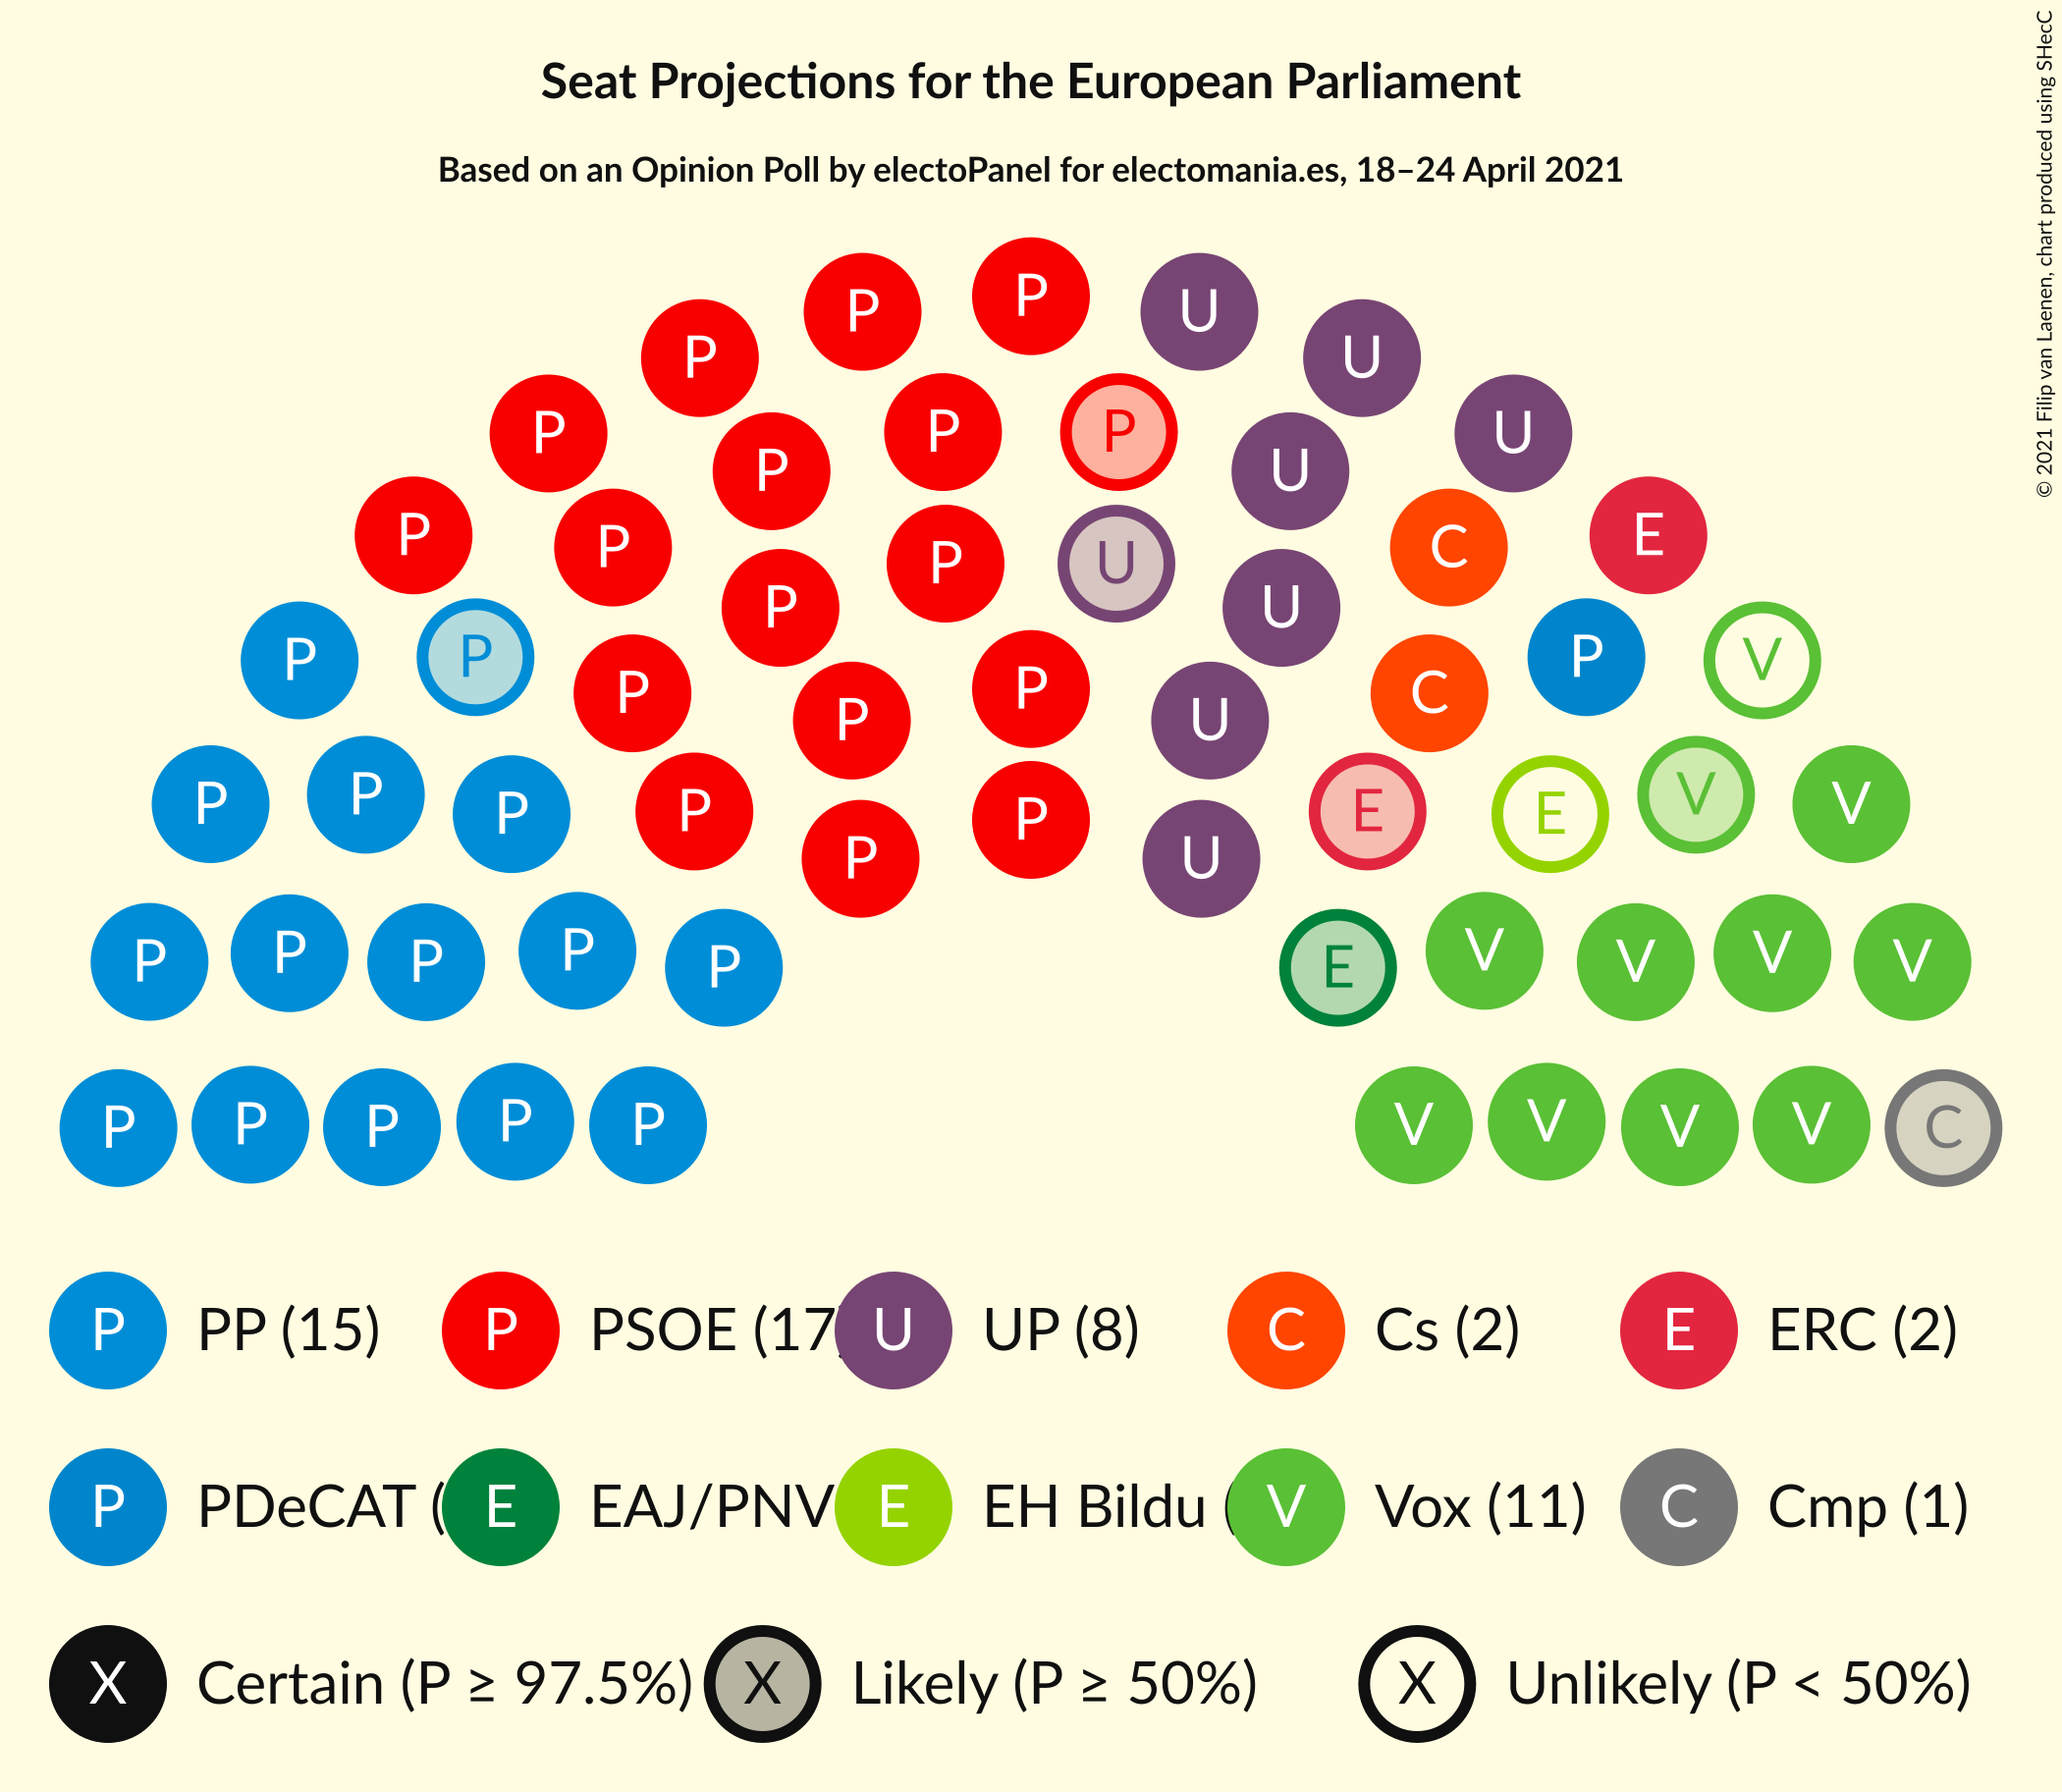 Seat Projections for the European Parliament
Based on an Opinion Poll by electoPanel for electomania.es, 18–24 April 2021
© 2021 Filip van Laenen, chart produced using SHecC
P P P U U
P P U
P P P U
P P U P U
P P C E
P P U
P P P C P V
P P U
P P P P E E V V
P P U
P P P P P E V V V V
P P P P P V V V V C
P PP (15) P PSOE (17 U UP (8) C Cs (2) E ERC (2)
P PDeCAT ( E EAJ/PNV E EH Bildu ( V Vox (11) C Cmp (1)
X Certain (P ≥ 97.5%) X Likely (P ≥ 50%) X Unlikely (P < 50%)